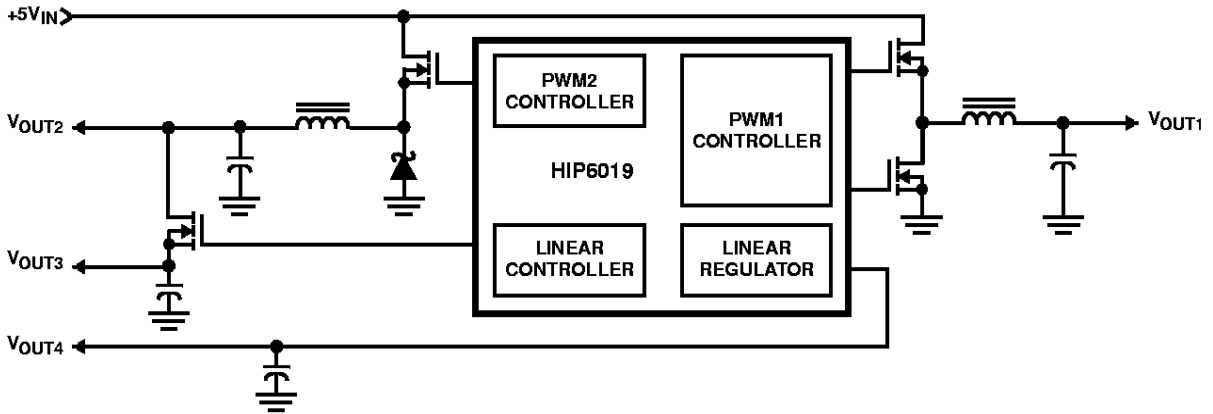 +5VIN
PWM2
CONTROLLER
PWM1
CONTROLLER
VOUT2
VOUT1
HIP6019
LINEAR
CONTROLLER
LINEAR
REGULATOR
VOUT3
VOUT4